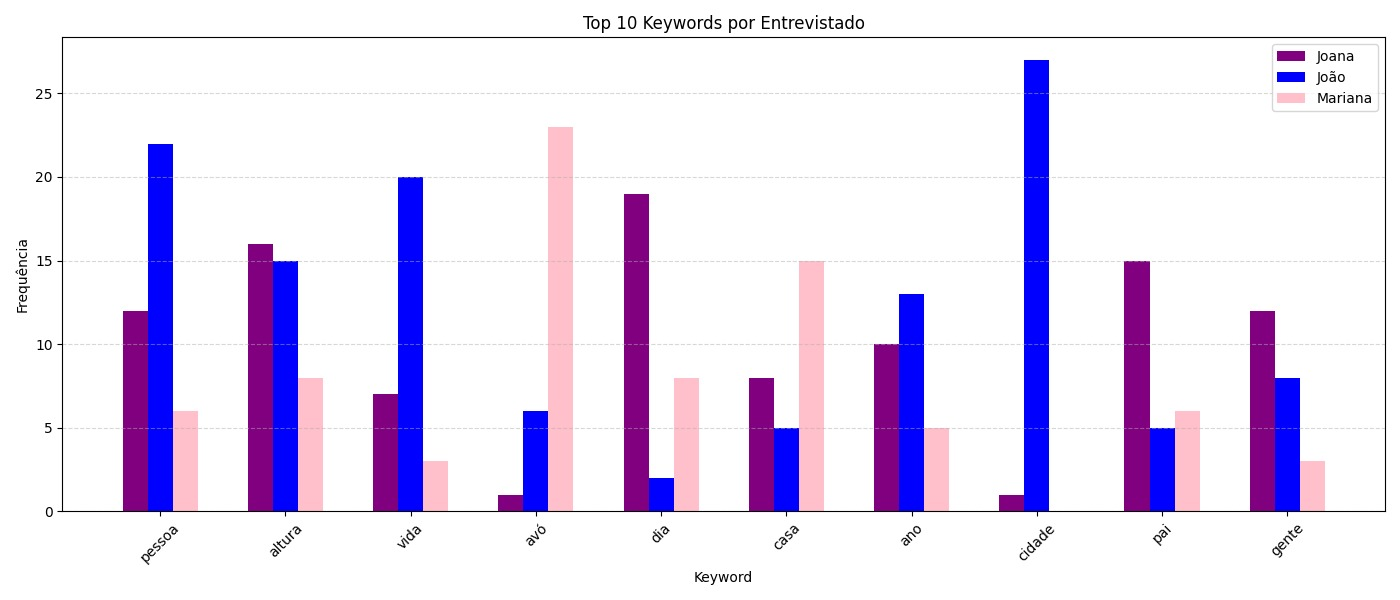 Top 10 Keywords por Entrevistado
Joana
João
Mariana
25
20
15
10
5
0
Frequência
pessoa
altura
vida
avó
dia
casa
ano
cidade
pai
gente
Keyword